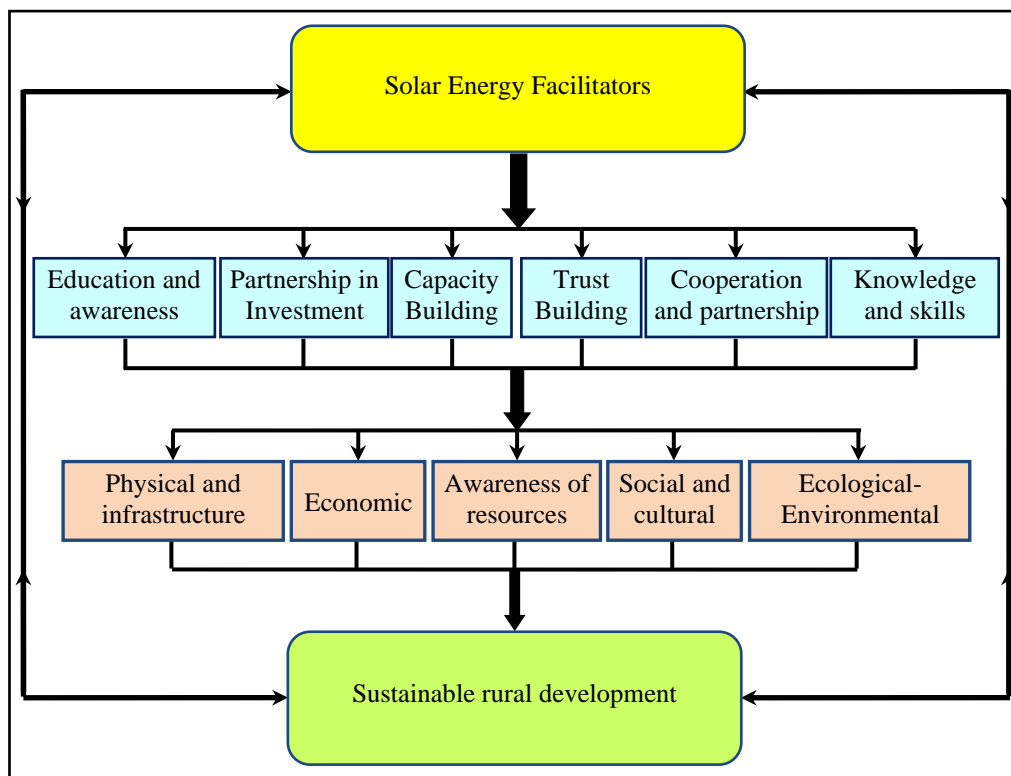 Solar Energy Facilitators
Education and
awareness
Partnership in
Investment
Capacity
Building
Trust
Building
Cooperation
and partnership
Knowledge
and skills
Physical and
infrastructure
Economic
Awareness of
resources
Social and
cultural
Ecological-
Environmental
Sustainable rural development